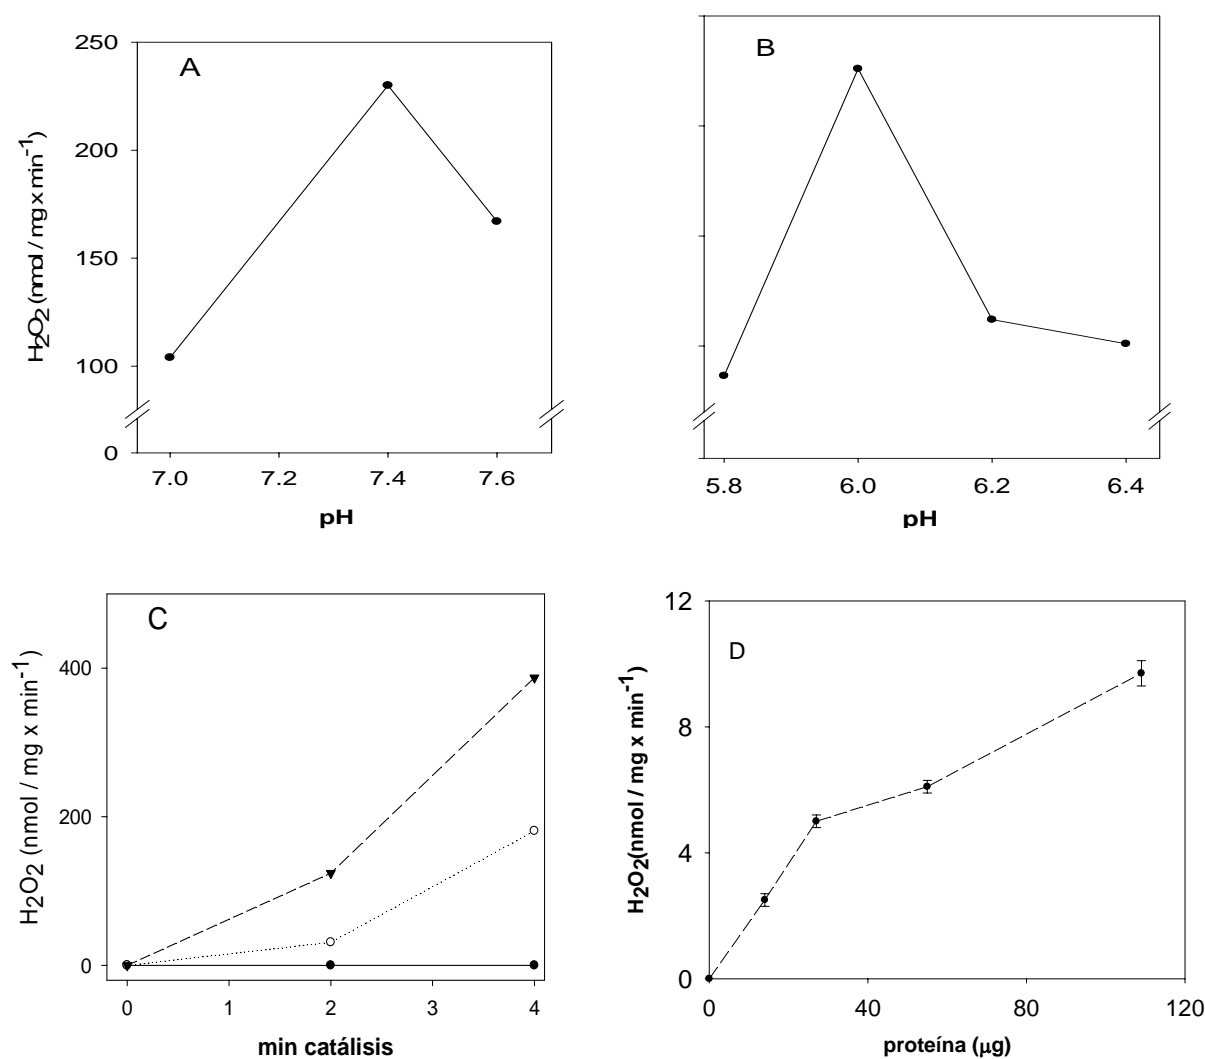 A
250
200
150
100
0
H2O2 (nmol / mg x min-1)
7.0 7.2 7.4 7.6
pH
B
5.8 6.0 6.2 6.4
pH
C
400
200
0
H2O2 (nmol / mg x min-1)
0 1 2 3 4
min catálisis
D
12
8
4
0
H2O2(nmol / mg x min-1)
0 40 80 120
proteína (μg)